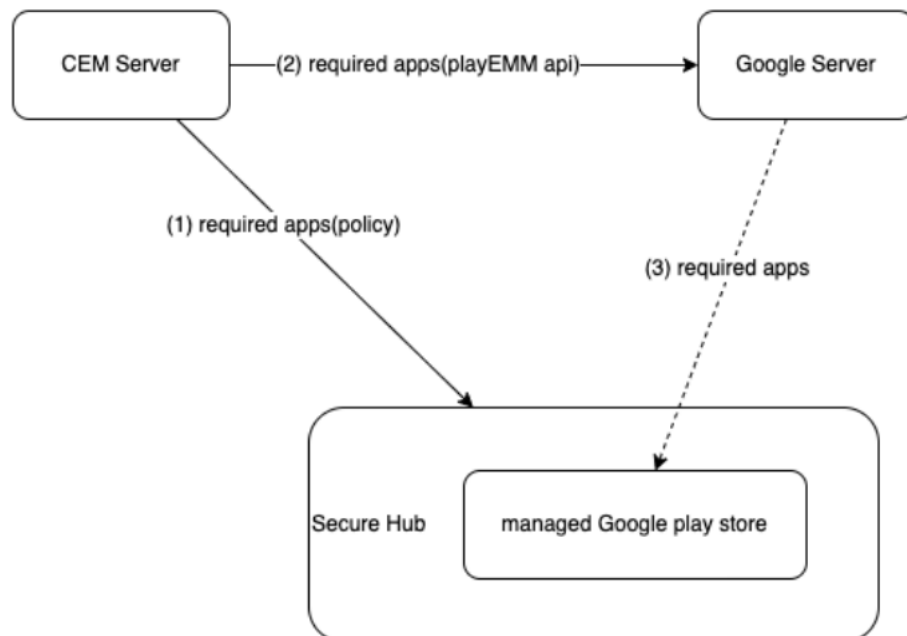 CEM Server
(2) required apps(playEMM api)
Google Server
(1) required apps(policy)
(3) required apps
Secure Hub
managed Google play store